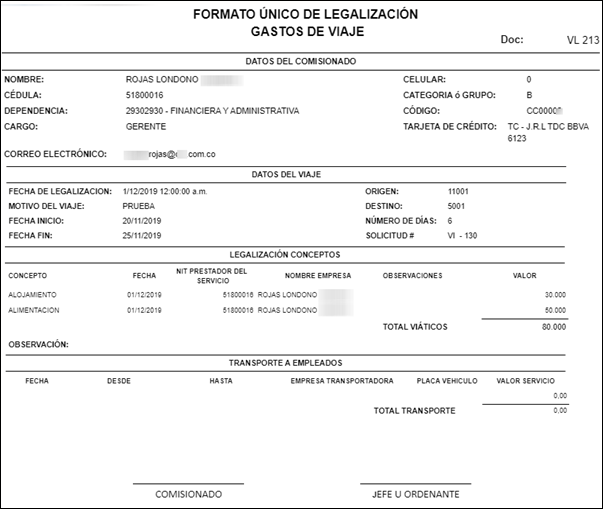 FORMATO ÚNICO DE LEGALIZACIÓN
GASTOS DE VIAJE
Doc: VL 213
DATOS DEL COMISIONADO
NOMBRE: ROJAS LONDONO CELULAR: 0
CÉDULA: 51800016 CATEGORIA ó GRUPO: B
DEPENDENCIA: 29302930 - FINANCIERA Y ADMINISTRATIVA CÓDIGO: CC0000
CARGO: GERENTE TARJETA DE CRÉDITO: TC - J.R.L TDC BBVA
6123
CORREO ELECTRÓNICO: rojas@ .com.co
DATOS DEL VIAJE
FECHA DE LEGALIZACION: 1/12/2019 12:00:00 a.m. ORIGEN: 11001
MOTIVO DEL VIAJE: PRUEBA DESTINO: 5001
FECHA INICIO: 20/11/2019 NÚMERO DE DÍAS: 6
FECHA FIN: 25/11/2019 SOLICITUD # VI - 130
LEGALIZACIÓN CONCEPTOS
CONCEPTO FECHA NIT PRESTADOR DEL SERVICIO NOMBRE EMPRESA OBSERVACIONES VALOR
ALOJAMIENTO 01/12/2019 51800016 ROJAS LONDONO 30.000
ALIMENTACION 01/12/2019 51800016 ROJAS LONDONO 50.000
TOTAL VIÁTICOS 80.000
OBSERVACIÓN:
TRANSPORTE A EMPLEADOS
FECHA DESDE HASTA EMPRESA TRANSPORTADORA PLACA VEHICULO VALOR SERVICIO
0,00
TOTAL TRANSPORTE 0,00
COMISIONADO JEFE U ORDENANTE